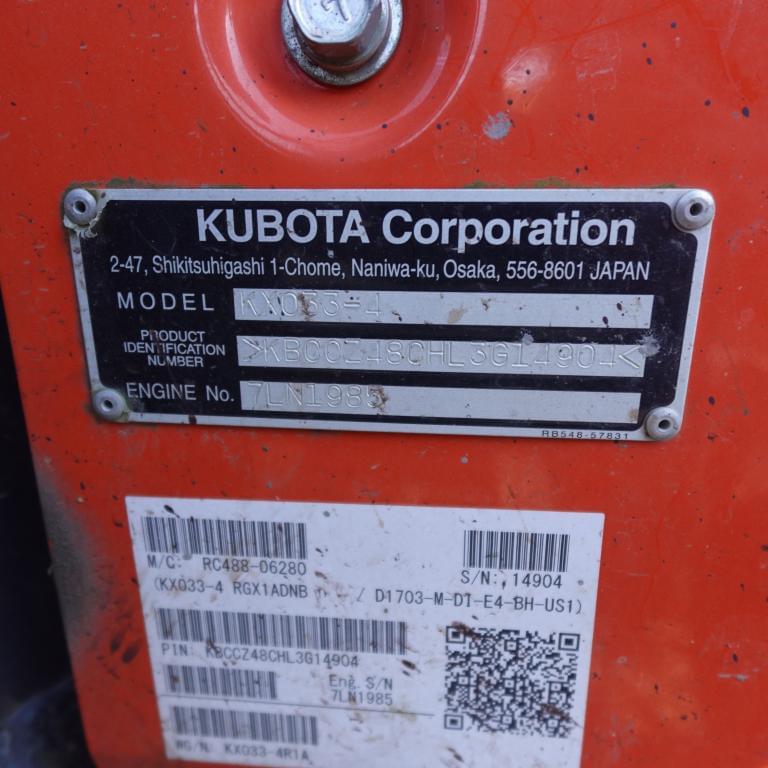 KUBOTA Corporation
2-47, Shikitsuhigashi 1-Chome, Naniwa-ku, Osaka, 556-8601 JAPAN
MODEL KX033-4
PRODUCT IDENTIFICATION NUMBER >KBCCZ48CHL3G14904<
ENGINE No. 7LN1985
RB548-57831
M/C: RC488-06280
S/N: 14904
(KX033-4 RGX1ADNB / D1703-M-DI-E4-BH-US1)
PIN: KBCCZ48CHL3G14904
Eng. S/N
7LN1985
WG/N: KX033-4R1A